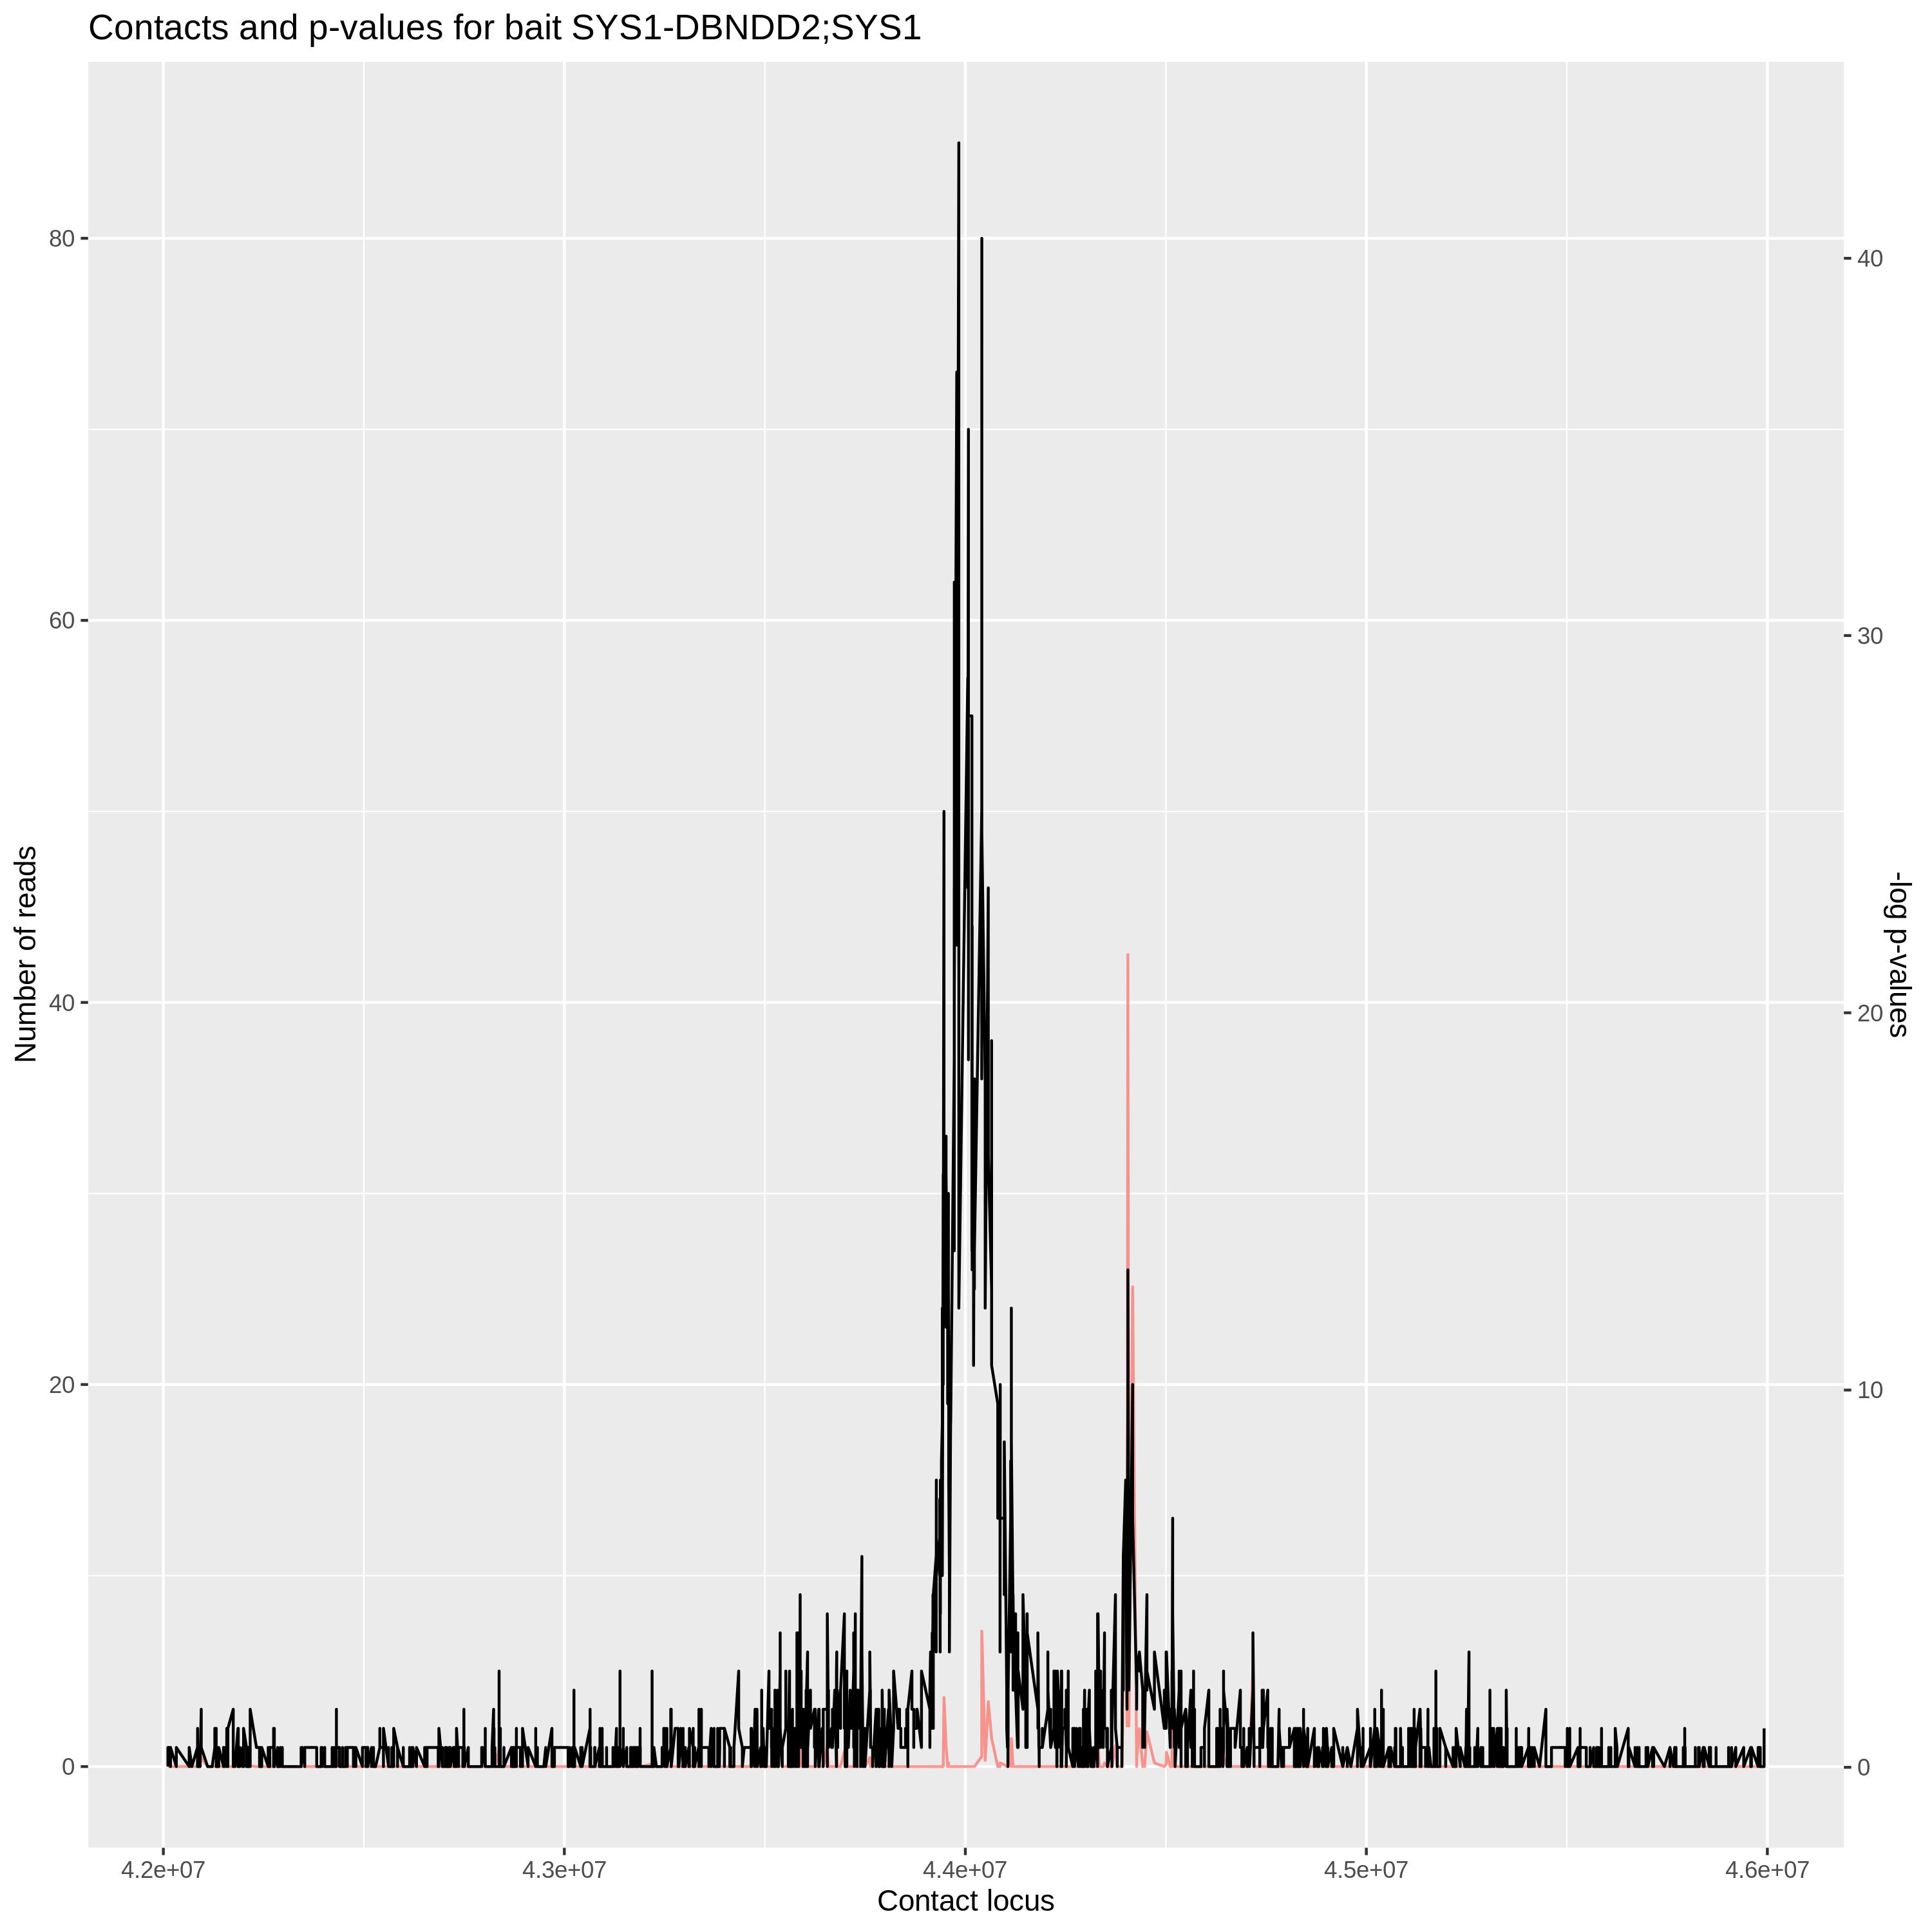 Contacts and p-values for bait SYS1-DBNDD2;SYS1
80
60
40
20
0
Number of reads
40
30
20
10
0
-log p-values
4.2e+07
4.3e+07
4.4e+07
4.5e+07
4.6e+07
Contact locus